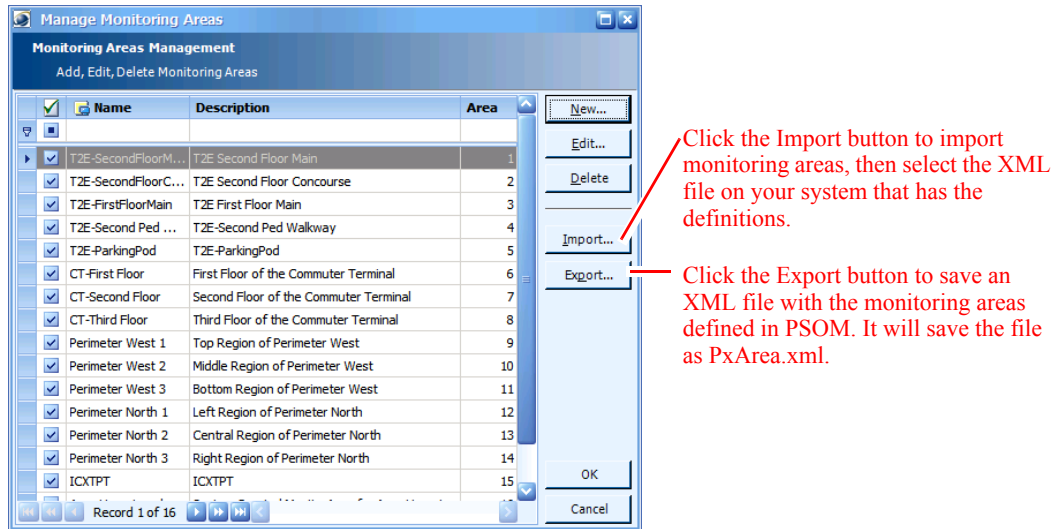 Manage Monitoring Areas
Monitoring Areas Management
Add, Edit, Delete Monitoring Areas
Name Description Area
T2E-SecondFloorM... T2E Second Floor Main 1
T2E-SecondFloorC... T2E Second Floor Concourse 2
T2E-FirstFloorMain T2E First Floor Main 3
T2E-Second Ped ... T2E Second Ped Walkway 4
T2E-ParkingPod T2E-ParkingPod 5
CT-First Floor First Floor of the Commuter Terminal 6
CT-Second Floor Second Floor of the Commuter Terminal 7
CT-Third Floor Third Floor of the Commuter Terminal 8
Perimeter West 1 Top Region of Perimeter West 9
Perimeter West 2 Middle Region of Perimeter West 10
Perimeter West 3 Bottom Region of Perimeter West 11
Perimeter North 1 Left Region of Perimeter North 12
Perimeter North 2 Central Region of Perimeter North 13
Perimeter North 3 Right Region of Perimeter North 14
ICXTPT ICXTPT 15
Record 1 of 16
New...
Edit...
Delete
Import...
Export...
OK
Cancel
Click the Import button to import
monitoring areas, then select the XML
file on your system that has the
definitions.
Click the Export button to save an
XML file with the monitoring areas
defined in PSOM. It will save the file
as PxArea.xml.